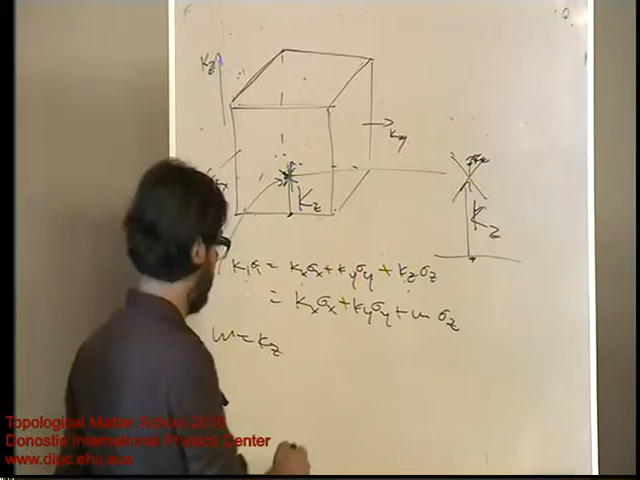 kz
ky
Kz
Kz
kᵢσᵢ = kxσx + kyσy + kzσz
= kxσx + kyσy + m σz
m = kz
Topological Matter School 2015
Donostia International Physics Center
www.dipc.ehu.eus